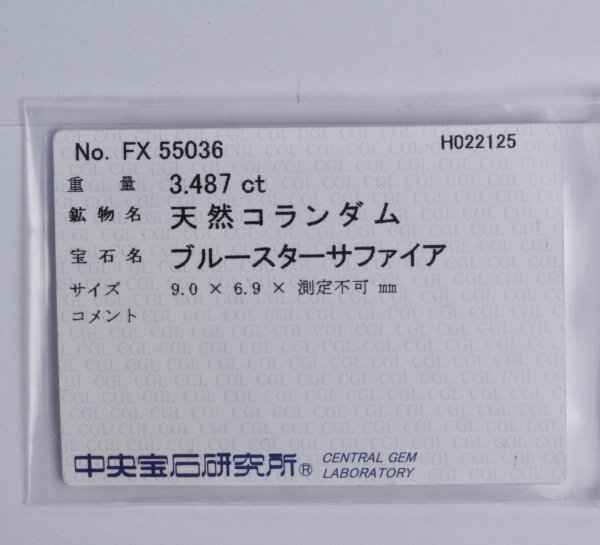 No. FX 55036 H022125
重量 3.487 ct
鉱物名 天然コランダム
宝石名 ブルースターサファイア
サイズ 9.0 × 6.9 × 測定不可 mm
コメント
中央宝石研究所® CENTRAL GEM
LABORATORY